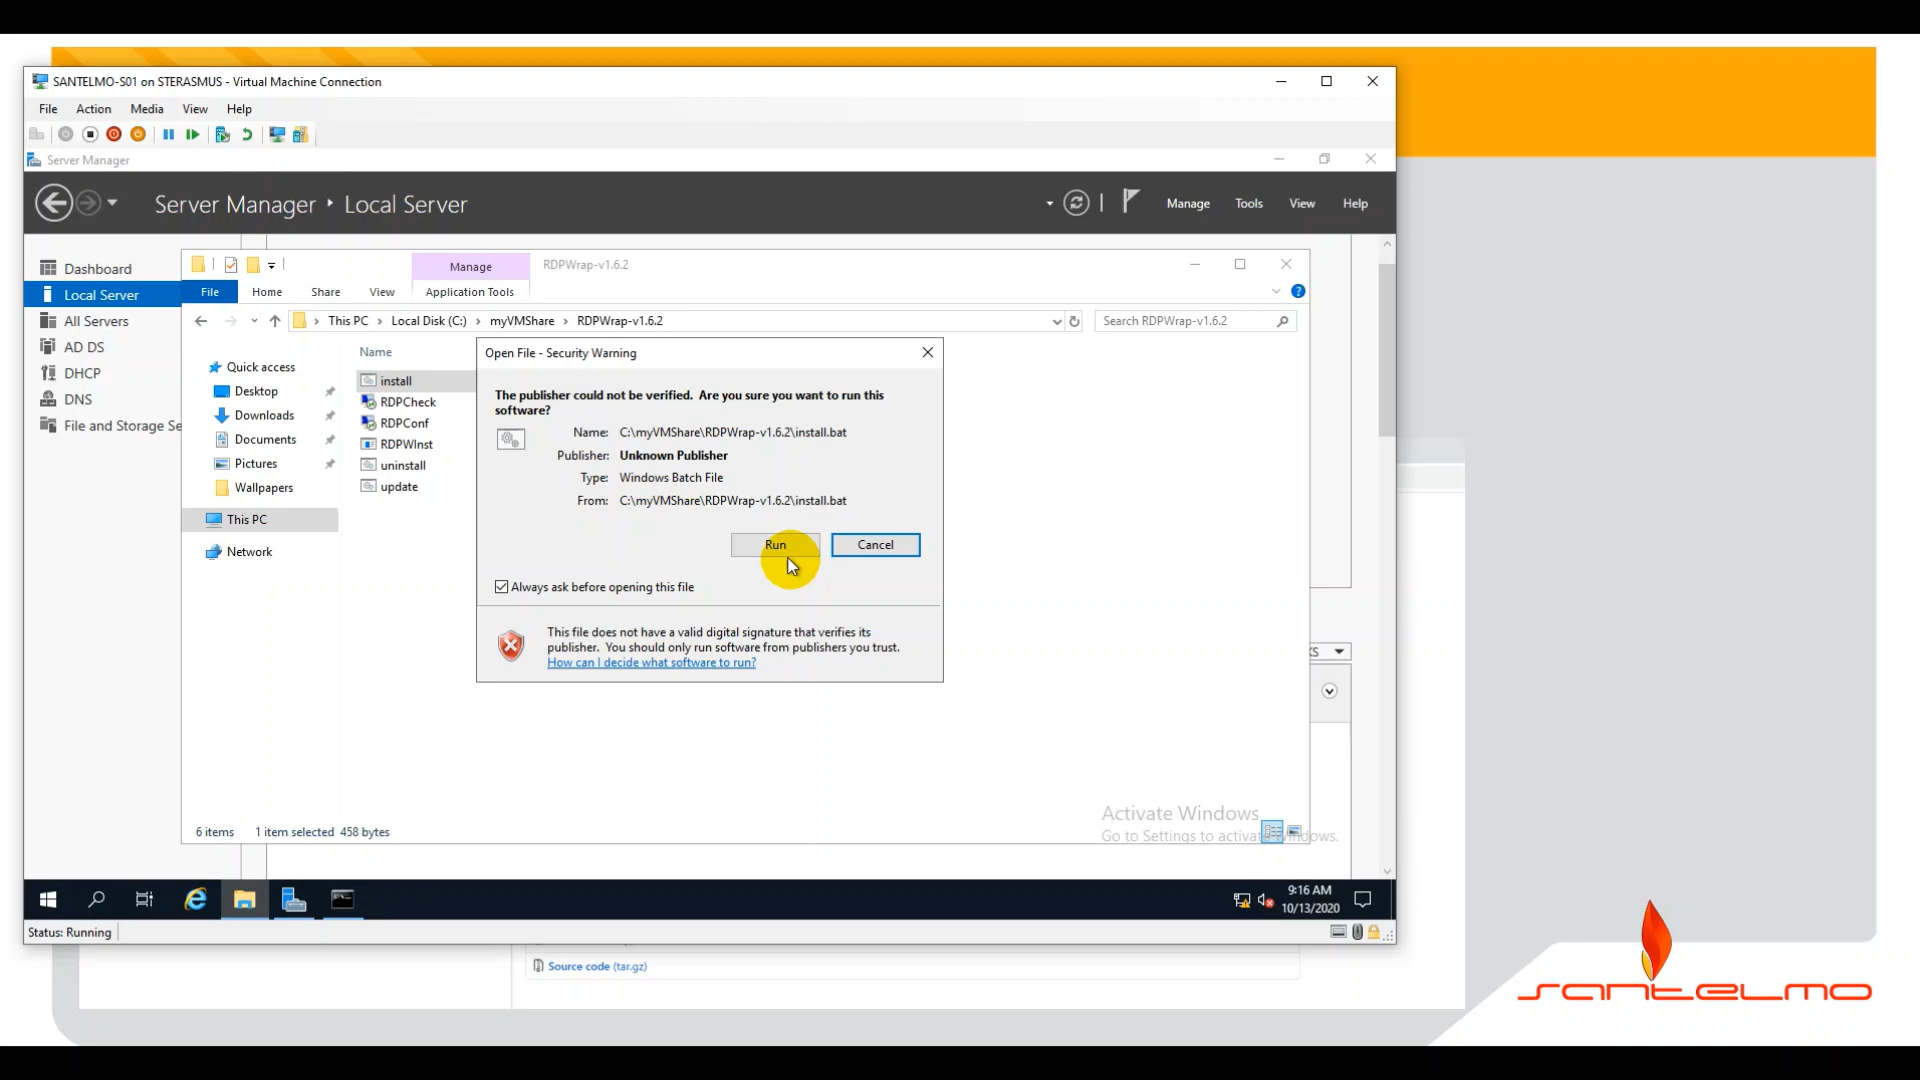 SANTELMO-S01 on STERASMUS - Virtual Machine Connection
File Action Media View Help
Server Manager
Server Manager • Local Server
Manage Tools View Help
Dashboard
Local Server
All Servers
AD DS
DHCP
DNS
File and Storage Se
Manage
RDPWrap-v1.6.2
File Home Share View Application Tools
This PC > Local Disk (C:) > myVMShare > RDPWrap-v1.6.2
Search RDPWrap-v1.6.2
Quick access
Desktop
Downloads
Documents
Pictures
Wallpapers
This PC
Network
Name
install
RDPCheck
RDPConf
RDPWInst
uninstall
update
Open File - Security Warning
The publisher could not be verified. Are you sure you want to run this
software?
Name: C:\myVMShare\RDPWrap-v1.6.2\install.bat
Publisher: Unknown Publisher
Type: Windows Batch File
From: C:\myVMShare\RDPWrap-v1.6.2\install.bat
Run Cancel
Always ask before opening this file
This file does not have a valid digital signature that verifies its
publisher. You should only run software from publishers you trust.
How can I decide what software to run?
Activate Windows
Go to Settings to activate Windows.
6 items 1 item selected 458 bytes
9:16 AM
10/13/2020
Status: Running
Source code (tar.gz)
santelmo